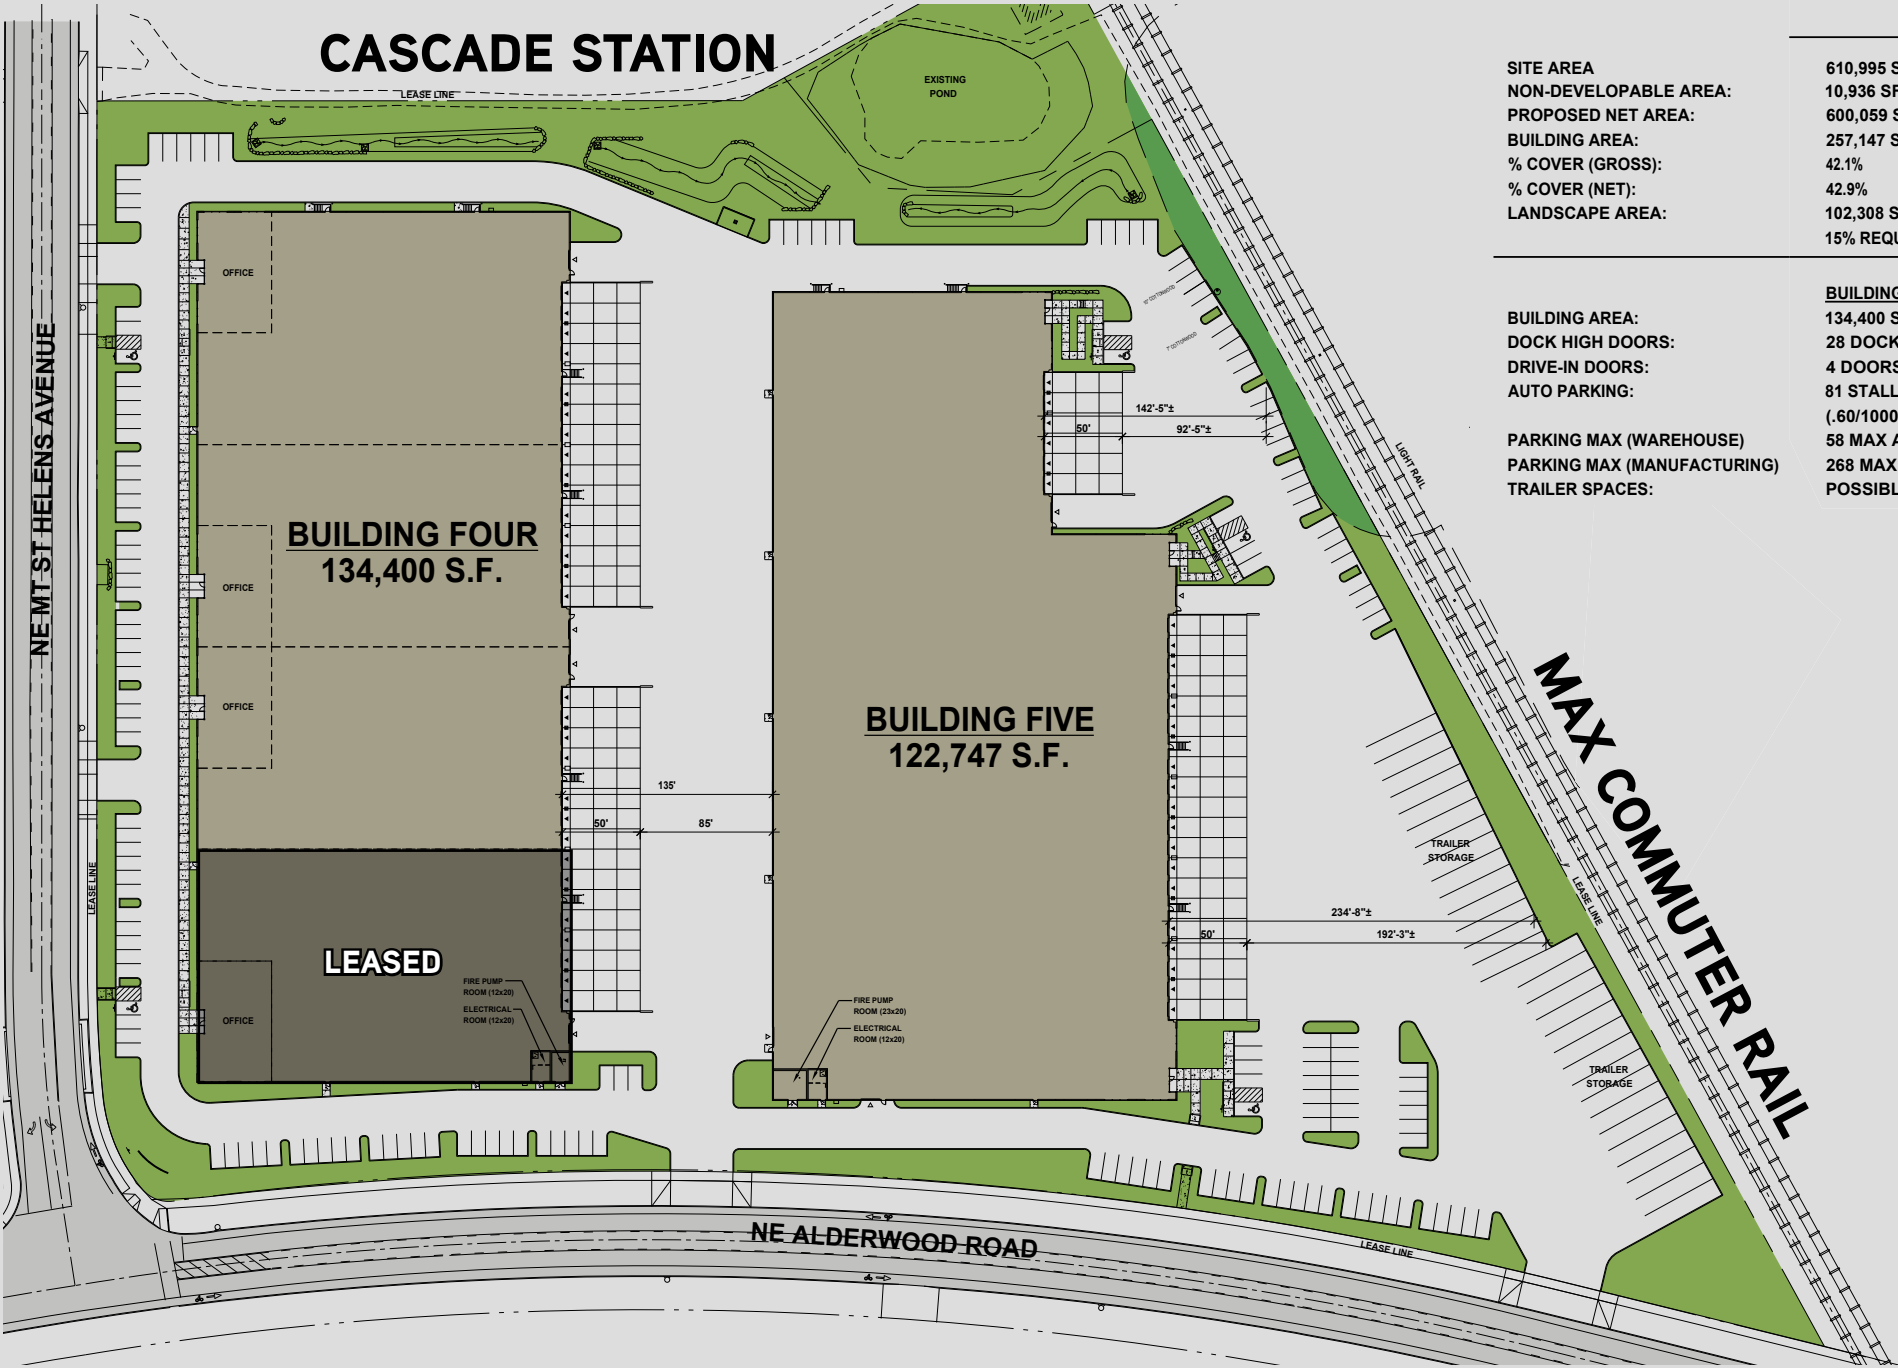 CASCADE STATION
LEASE LINE
EXISTING
POND
SITE AREA 610,995 S
NON-DEVELOPABLE AREA: 10,936 SF
PROPOSED NET AREA: 600,059 S
BUILDING AREA: 257,147 S
% COVER (GROSS): 42.1%
% COVER (NET): 42.9%
LANDSCAPE AREA: 102,308 S
15% REQU
BUILDING
BUILDING AREA: 134,400 S
DOCK HIGH DOORS: 28 DOCK
DRIVE-IN DOORS: 4 DOORS
AUTO PARKING: 81 STALL
(.60/1000
PARKING MAX (WAREHOUSE) 58 MAX A
PARKING MAX (MANUFACTURING) 268 MAX
TRAILER SPACES: POSSIBL
NE MT ST HELENS AVENUE
LEASE LINE
OFFICE
BUILDING FOUR
134,400 S.F.
OFFICE
OFFICE
LEASED
OFFICE
FIRE PUMP
ROOM (12x20)
ELECTRICAL
ROOM (12x20)
135'
50'
85'
BUILDING FIVE
122,747 S.F.
FIRE PUMP
ROOM (23x20)
ELECTRICAL
ROOM (12x20)
COTTONWOOD
7" COTTONWOOD
142'-5"±
50'
92'-5"±
LIGHT RAIL
MAX COMMUTER RAIL
TRAILER
STORAGE
LEASE LINE
234'-8"±
50'
192'-3"±
TRAILER
STORAGE
NE ALDERWOOD ROAD
LEASE LINE